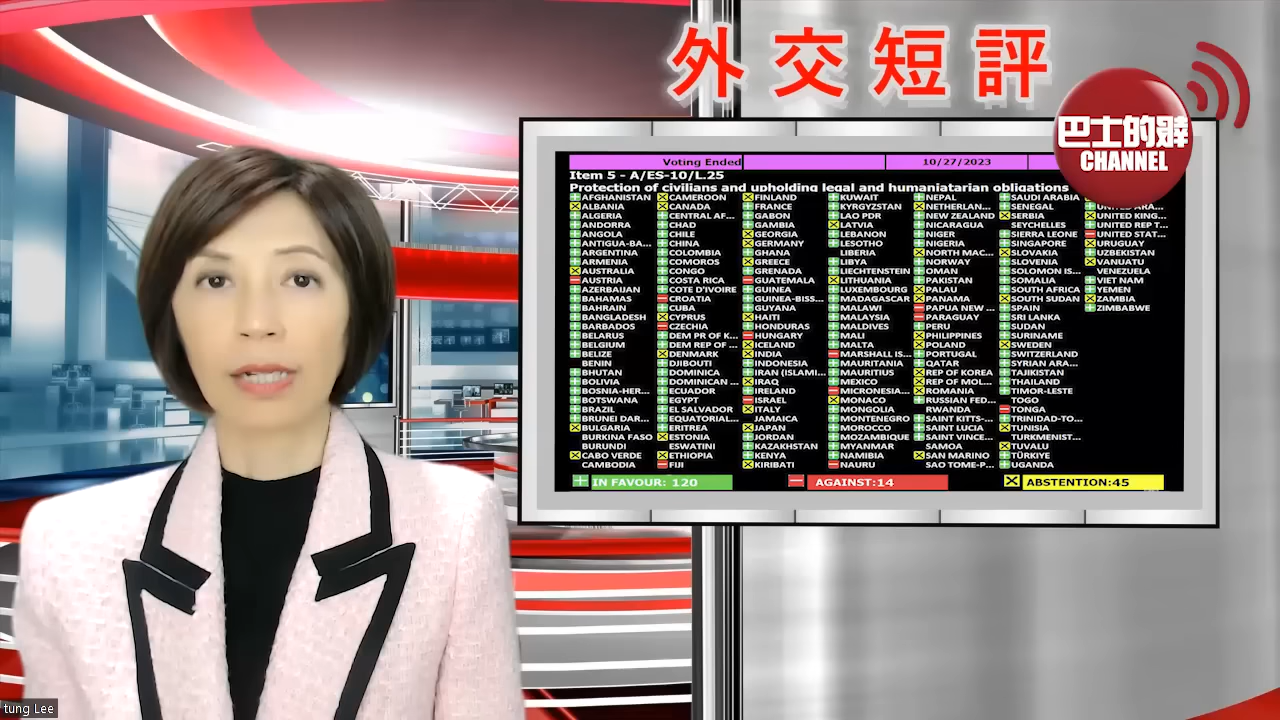 外交短評
巴士的報
CHANNEL
Voting Ended
10/27/2023
Item 5 - A/ES-10/L.25
Protection of civilians and upholding legal and humaniatarian obligations
AFGHANISTAN
ALBANIA
ALGERIA
ANDORRA
ANGOLA
ANTIGUA-BA...
ARGENTINA
ARMENIA
AUSTRALIA
AUSTRIA
AZERBAIJAN
BAHAMAS
BAHRAIN
BANGLADESH
BARBADOS
BELARUS
BELGIUM
BELIZE
BENIN
BHUTAN
BOLIVIA
BOSNIA-HER...
BOTSWANA
BRAZIL
BRUNEI DAR...
BULGARIA
BURKINA FASO
BURUNDI
CABO VERDE
CAMBODIA
CAMEROON
CANADA
CENTRAL AF...
CHAD
CHILE
CHINA
COLOMBIA
COMOROS
CONGO
COSTA RICA
COTE D'IVOIRE
CROATIA
CUBA
CYPRUS
CZECHIA
DEM PR OF K...
DEM REP OF ...
DENMARK
DJIBOUTI
DOMINICA
DOMINICAN ...
ECUADOR
EGYPT
EL SALVADOR
EQUATORIAL...
ERITREA
ESTONIA
ESWATINI
ETHIOPIA
FIJI
FINLAND
FRANCE
GABON
GAMBIA
GEORGIA
GERMANY
GHANA
GREECE
GRENADA
GUATEMALA
GUINEA
GUINEA-BISS...
GUYANA
HAITI
HONDURAS
HUNGARY
ICELAND
INDIA
INDONESIA
IRAN (ISLAMI...
IRAQ
IRELAND
ISRAEL
ITALY
JAMAICA
JAPAN
JORDAN
KAZAKHSTAN
KENYA
KIRIBATI
KUWAIT
KYRGYZSTAN
LAO PDR
LATVIA
LEBANON
LESOTHO
LIBERIA
LIBYA
LIECHTENSTEIN
LITHUANIA
LUXEMBOURG
MADAGASCAR
MALAWI
MALAYSIA
MALDIVES
MALI
MALTA
MARSHALL IS...
MAURITANIA
MAURITIUS
MEXICO
MICRONESIA...
MONACO
MONGOLIA
MONTENEGRO
MOROCCO
MOZAMBIQUE
MYANMAR
NAMIBIA
NAURU
NEPAL
NETHERLAN...
NEW ZEALAND
NICARAGUA
NIGER
NIGERIA
NORTH MAC...
NORWAY
OMAN
PAKISTAN
PALAU
PANAMA
PAPUA NEW ...
PARAGUAY
PERU
PHILIPPINES
POLAND
PORTUGAL
QATAR
REP OF KOREA
REP OF MOL...
ROMANIA
RUSSIAN FED...
RWANDA
SAINT KITTS-...
SAINT LUCIA
SAINT VINCE...
SAMOA
SAN MARINO
SAO TOME-P...
SAUDI ARABIA
SENEGAL
SERBIA
SEYCHELLES
SIERRA LEONE
SINGAPORE
SLOVAKIA
SLOVENIA
SOLOMON IS...
SOMALIA
SOUTH AFRICA
SOUTH SUDAN
SPAIN
SRI LANKA
SUDAN
SURINAME
SWEDEN
SWITZERLAND
SYRIAN ARA...
TAJIKISTAN
THAILAND
TIMOR-LESTE
TOGO
TONGA
TRINIDAD-TO...
TUNISIA
TURKMENIST...
TUVALU
TÜRKIYE
UGANDA
UNITED ARA...
UNITED KING...
UNITED REP T...
UNITED STAT...
URUGUAY
UZBEKISTAN
VANUATU
VENEZUELA
VIET NAM
YEMEN
ZAMBIA
ZIMBABWE
IN FAVOUR: 120
AGAINST:14
ABSTENTION:45
tung Lee